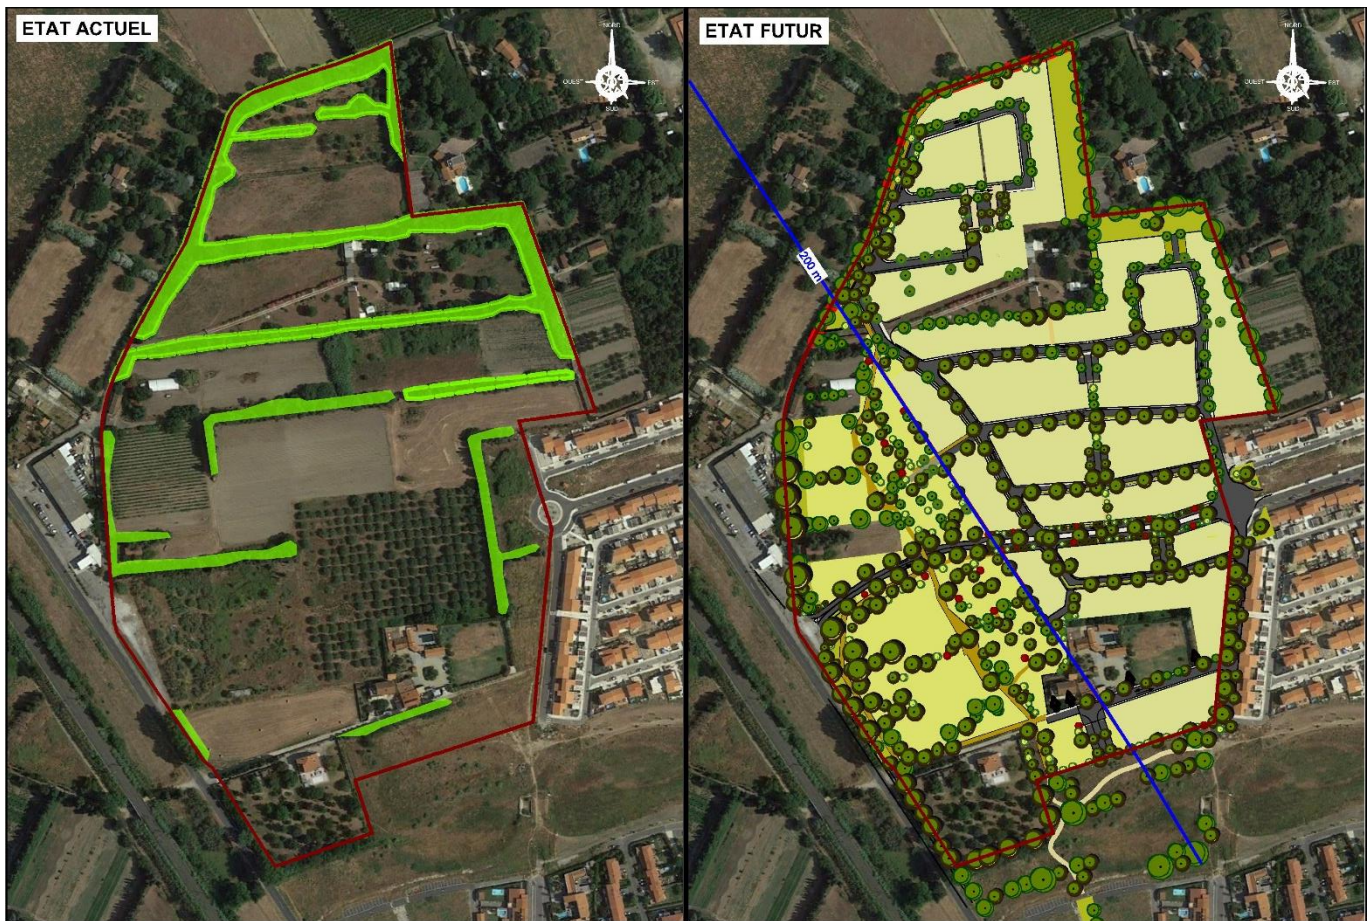 ETAT ACTUEL
NORD
OUEST
EST
SUD
ETAT FUTUR
NORD
OUEST
EST
SUD
200 m